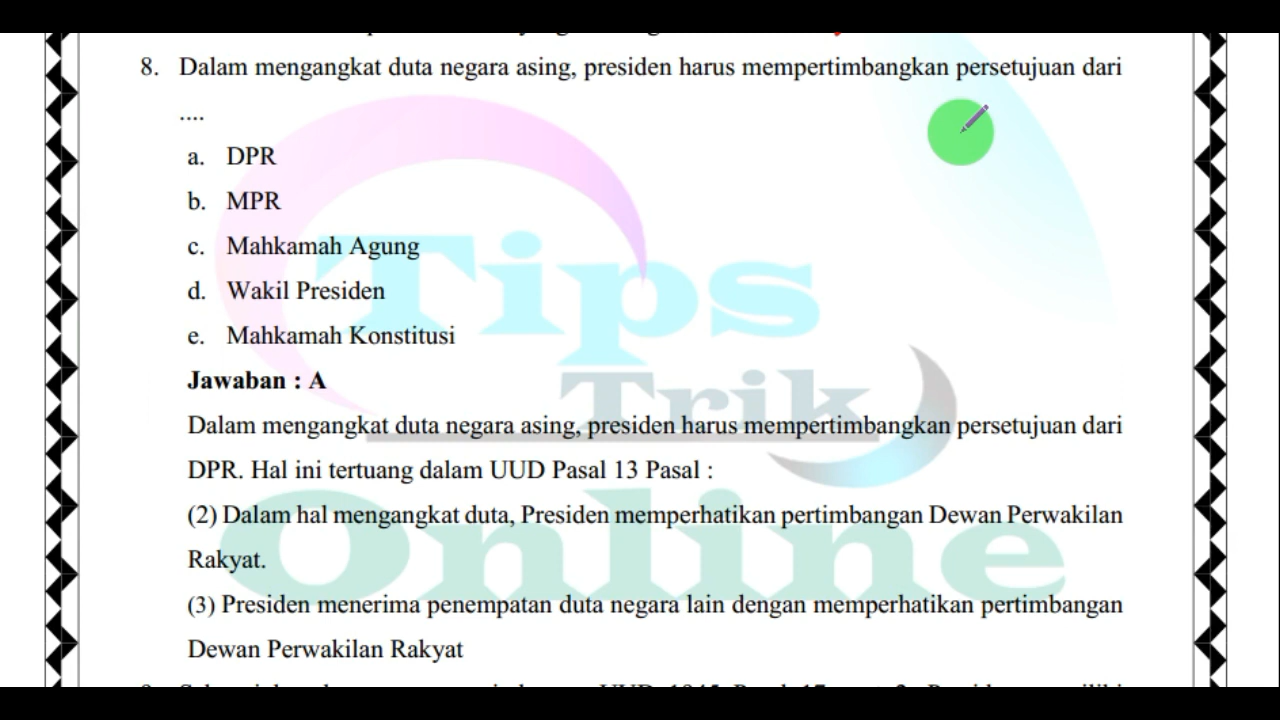 8. Dalam mengangkat duta negara asing, presiden harus mempertimbangkan persetujuan dari
....
a. DPR
b. MPR
c. Mahkamah Agung
d. Wakil Presiden
e. Mahkamah Konstitusi
Jawaban : A
Dalam mengangkat duta negara asing, presiden harus mempertimbangkan persetujuan dari
DPR. Hal ini tertuang dalam UUD Pasal 13 Pasal :
(2) Dalam hal mengangkat duta, Presiden memperhatikan pertimbangan Dewan Perwakilan
Rakyat.
(3) Presiden menerima penempatan duta negara lain dengan memperhatikan pertimbangan
Dewan Perwakilan Rakyat
Tips
Trik
Online